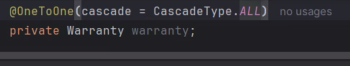 @OneToOne(cascade = CascadeType.ALL) no usages
private Warranty warranty;